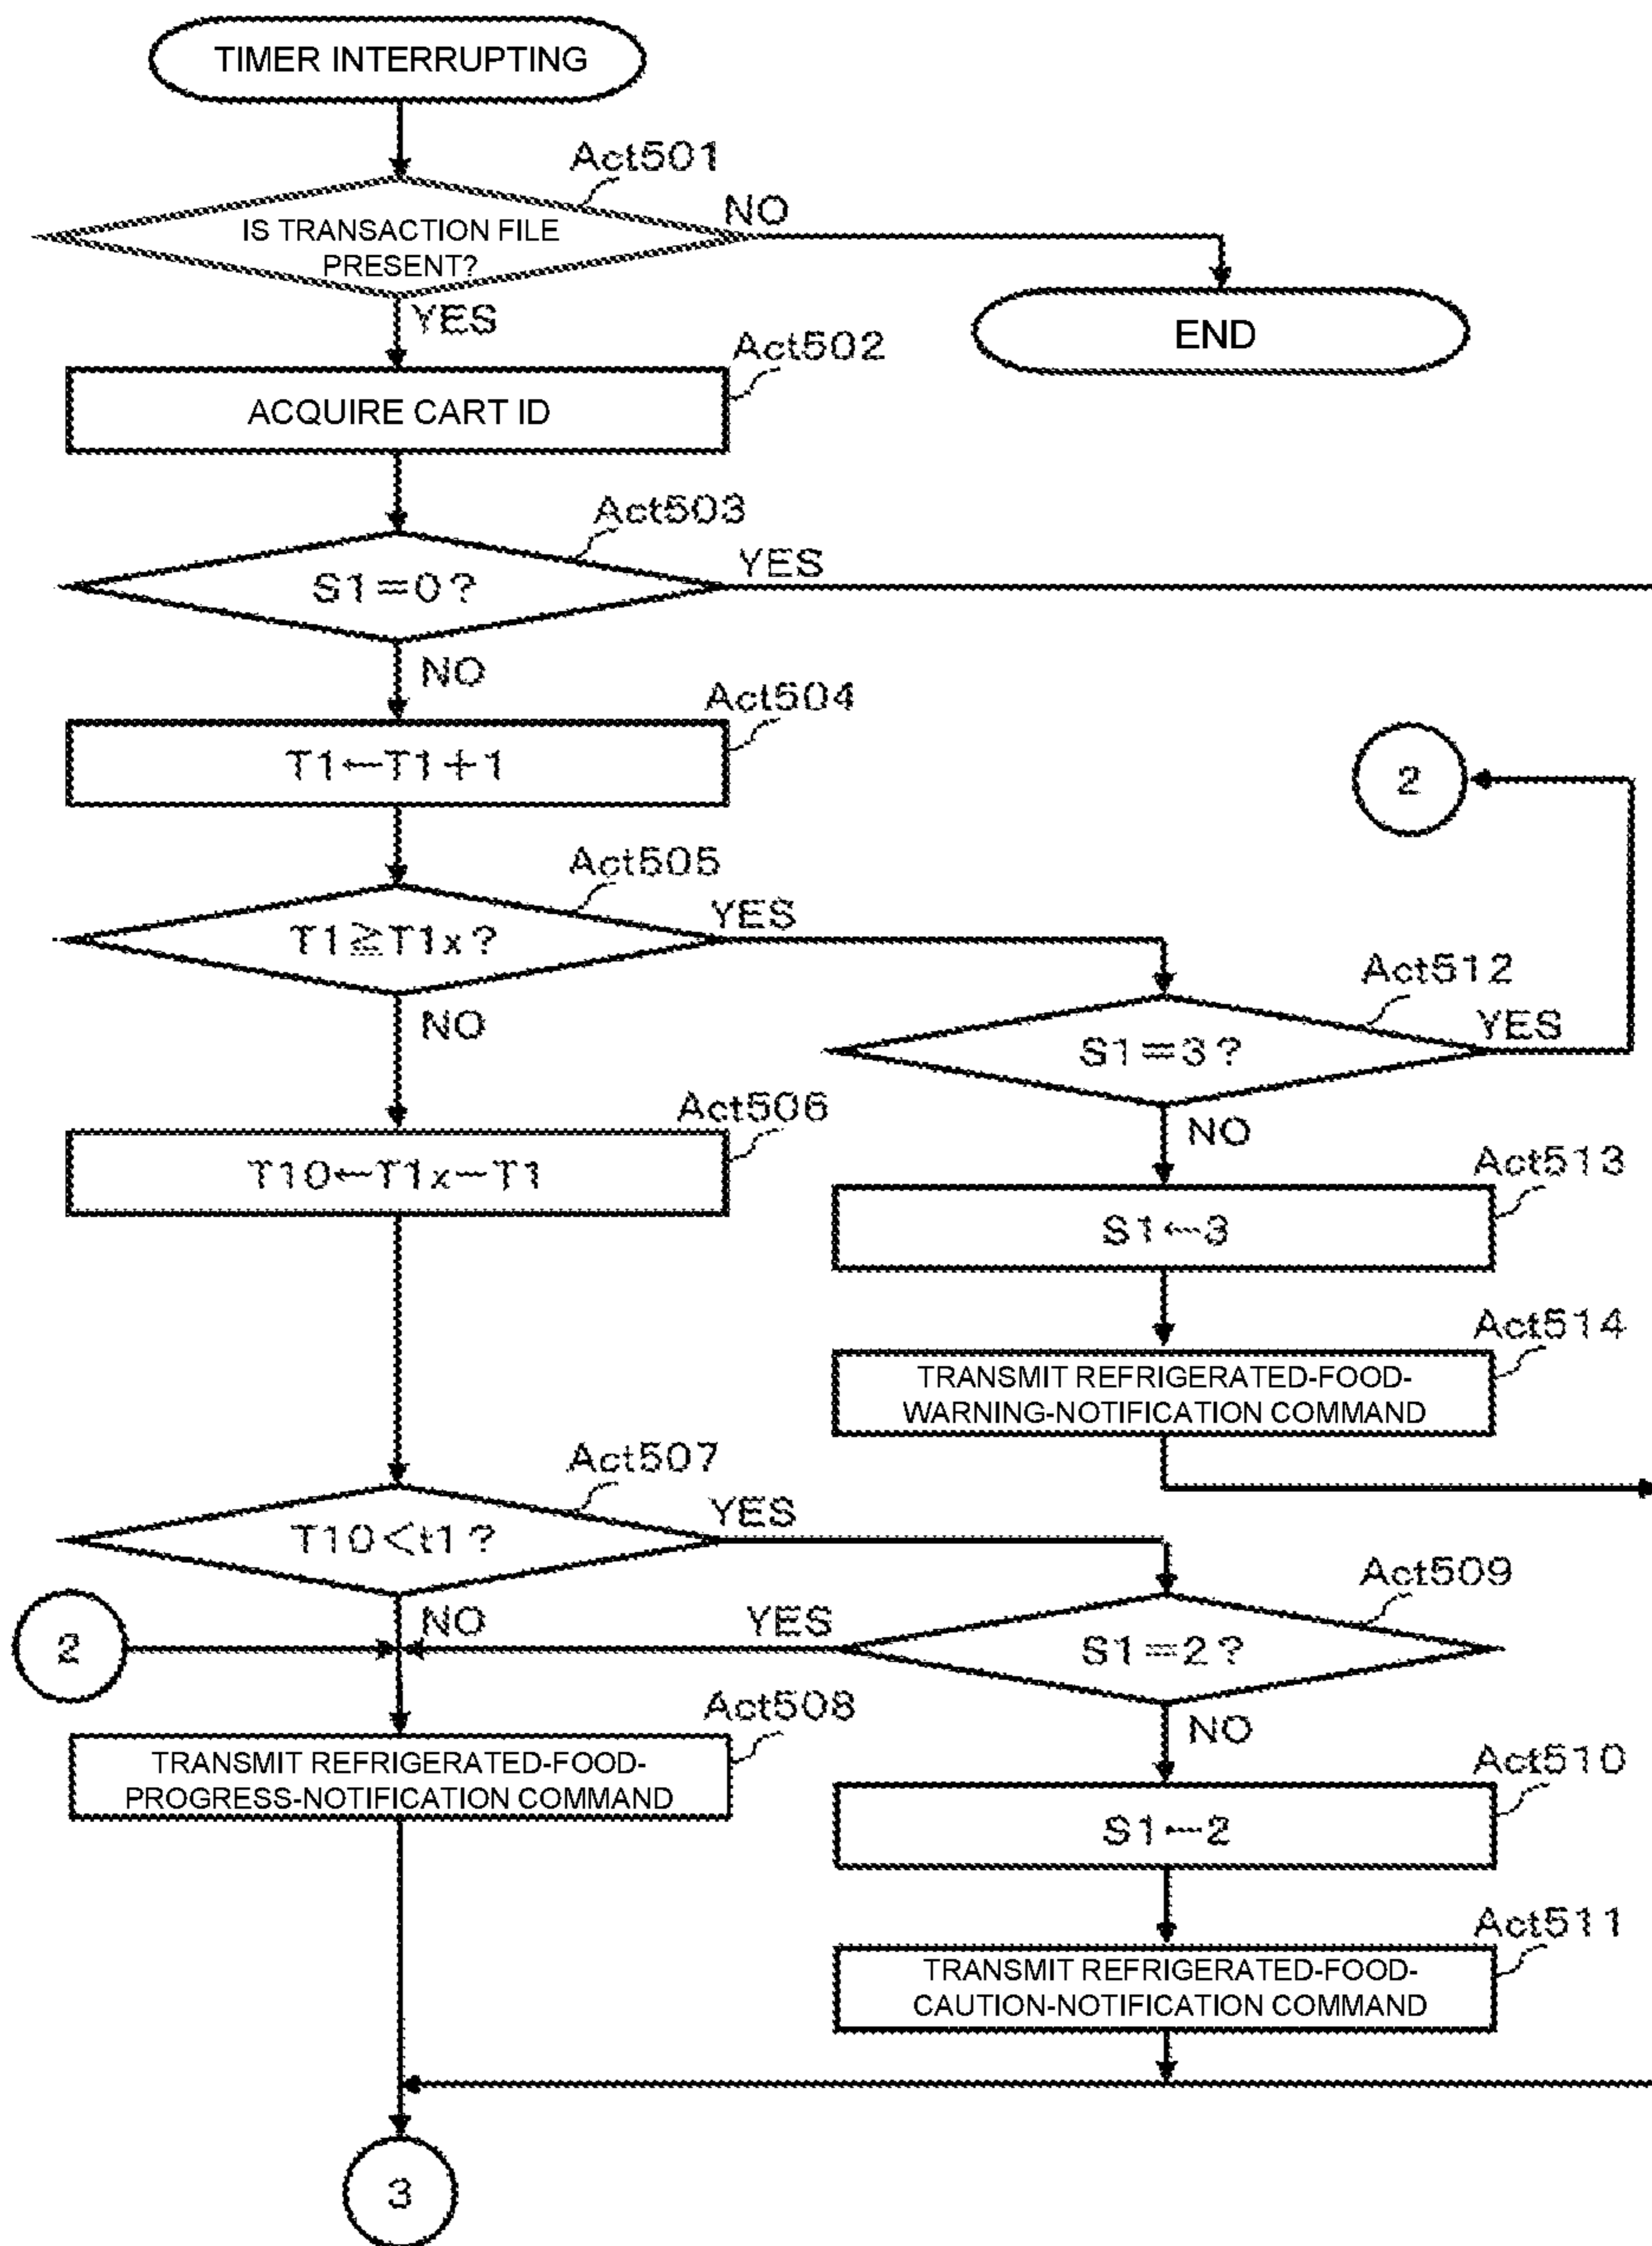 TIMER INTERRUPTING
Act501
IS TRANSACTION FILE
PRESENT?
NO
YES
END
Act502
ACQUIRE CART ID
Act503
S1=0?
YES
NO
Act504
T1←T1+1
2
Act505
T1≧T1x?
YES
NO
Act512
S1=3?
YES
NO
Act506
T10←T1x−T1
Act513
S1←3
Act514
TRANSMIT REFRIGERATED-FOOD-
WARNING-NOTIFICATION COMMAND
Act507
T10<t1?
YES
NO
Act509
S1=2?
YES
NO
2
Act508
TRANSMIT REFRIGERATED-FOOD-
PROGRESS-NOTIFICATION COMMAND
Act510
S1←2
Act511
TRANSMIT REFRIGERATED-FOOD-
CAUTION-NOTIFICATION COMMAND
3